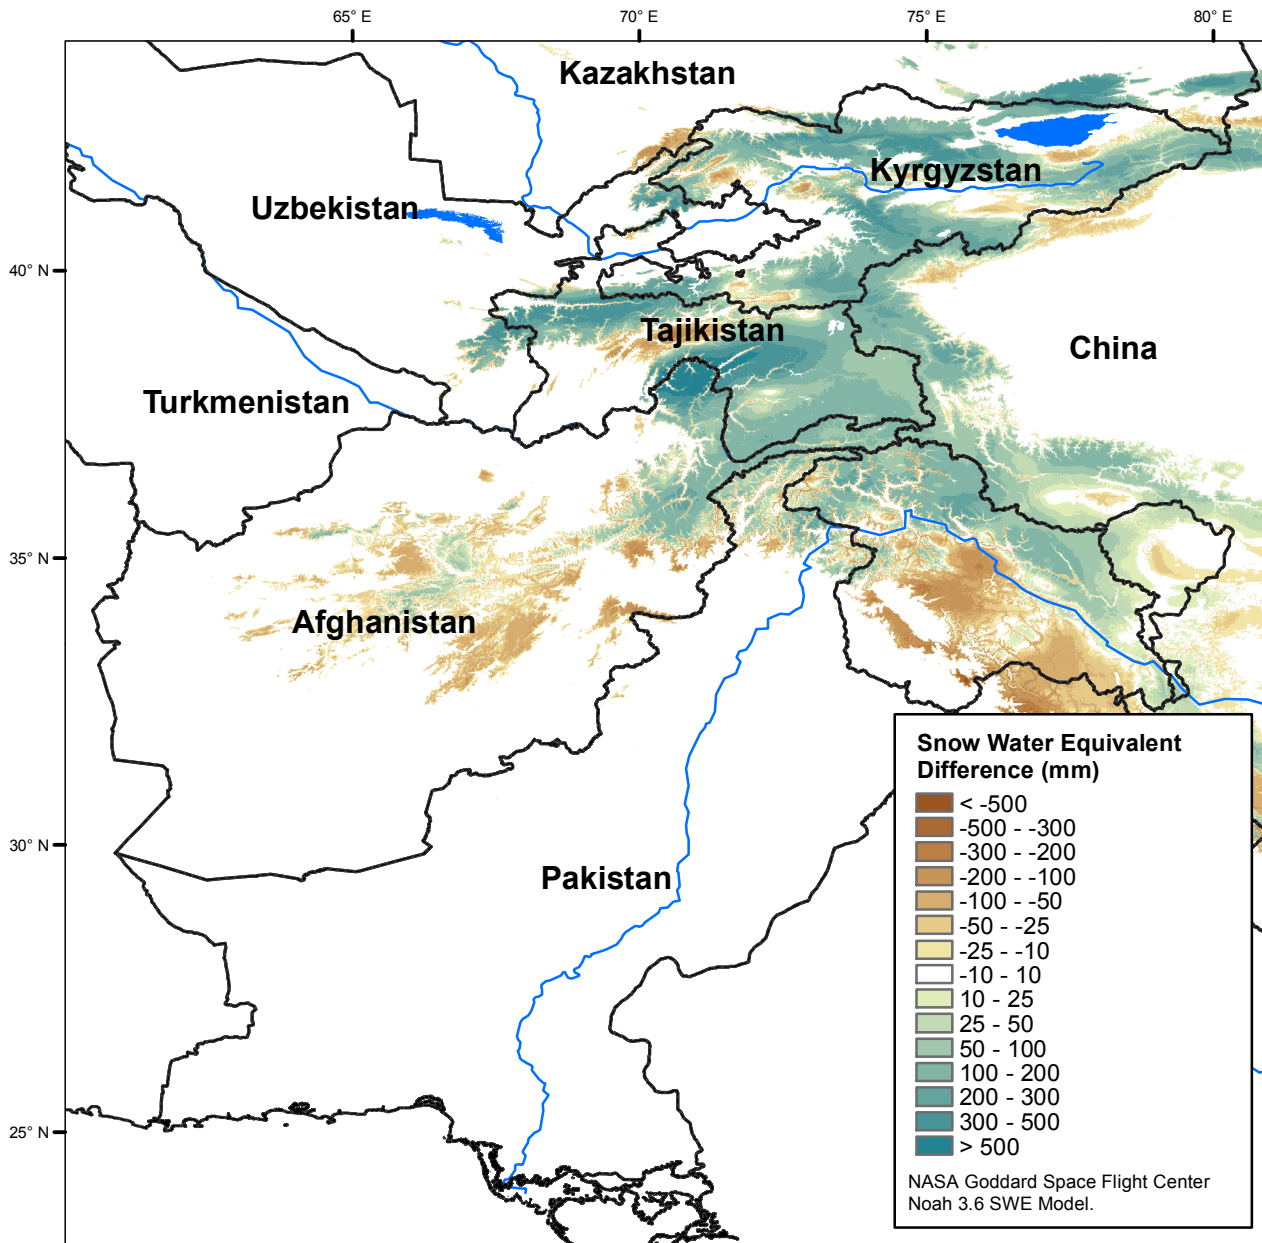 65° E
70° E
75° E
80° E
Kazakhstan
Kyrgyzstan
Uzbekistan
40° N
Tajikistan
China
Turkmenistan
35° N
Afghanistan
30° N
Pakistan
25° N
Snow Water Equivalent
Difference (mm)
< -500
-500 - -300
-300 - -200
-200 - -100
-100 - -50
-50 - -25
-25 - -10
-10 - 10
10 - 25
25 - 50
50 - 100
100 - 200
200 - 300
300 - 500
> 500
NASA Goddard Space Flight Center
Noah 3.6 SWE Model.